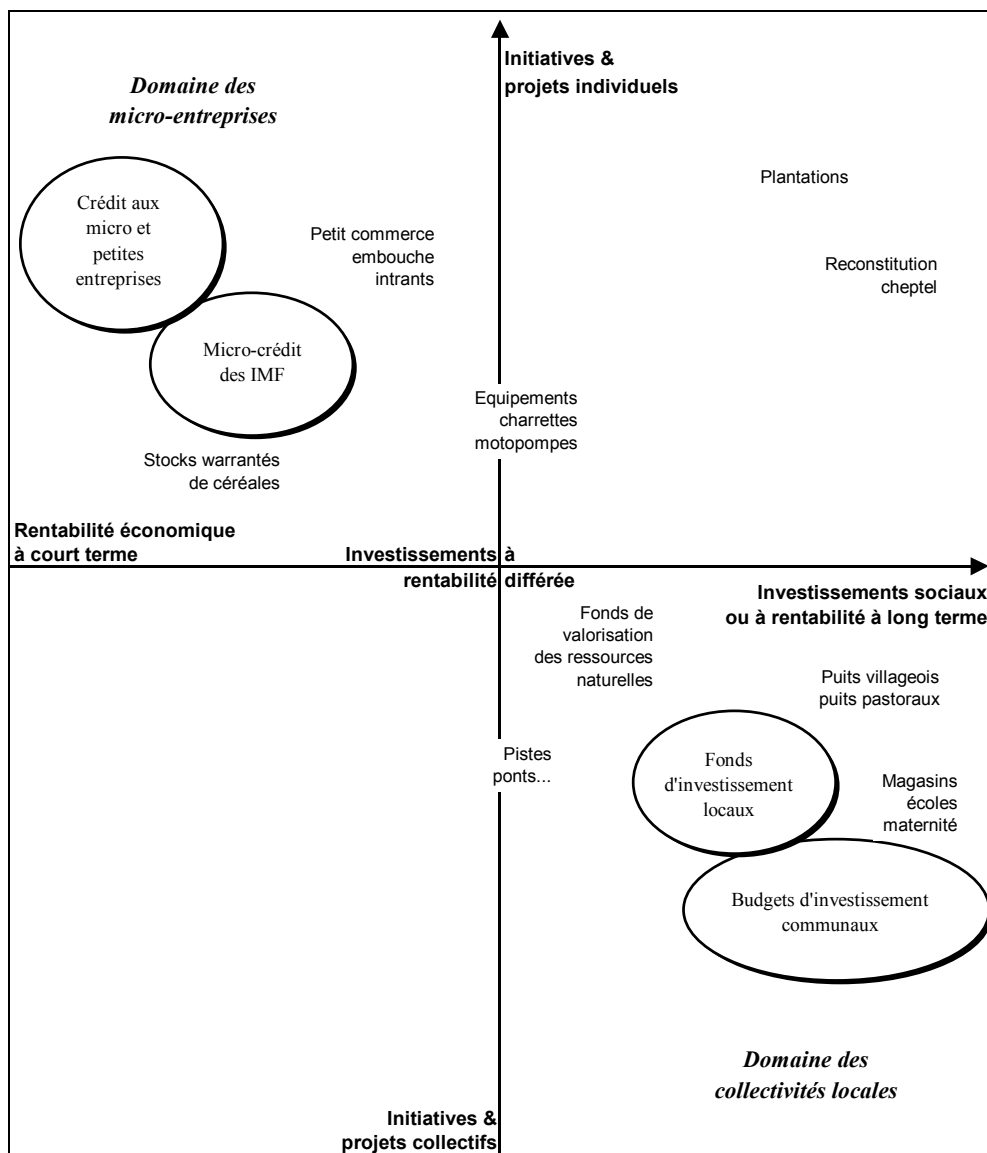 Initiatives &
projets individuels
Domaine des
micro-entreprises
Plantations
Crédit aux
micro et
petites
entreprises
Petit commerce
embouche
intrants
Reconstitution
cheptel
Micro-crédit
des IMF
Equipements
charrettes
motopompes
Stocks warrantés
de céréales
Rentabilité économique
à court terme
Investissements à
rentabilité différée
Investissements sociaux
ou à rentabilité à long terme
Fonds de
valorisation
des ressources
naturelles
Puits villageois
puits pastoraux
Pistes
ponts...
Fonds
d'investissement
locaux
Magasins
écoles
maternité
Budgets d'investissement
communaux
Domaine des
collectivités locales
Initiatives &
projets collectifs